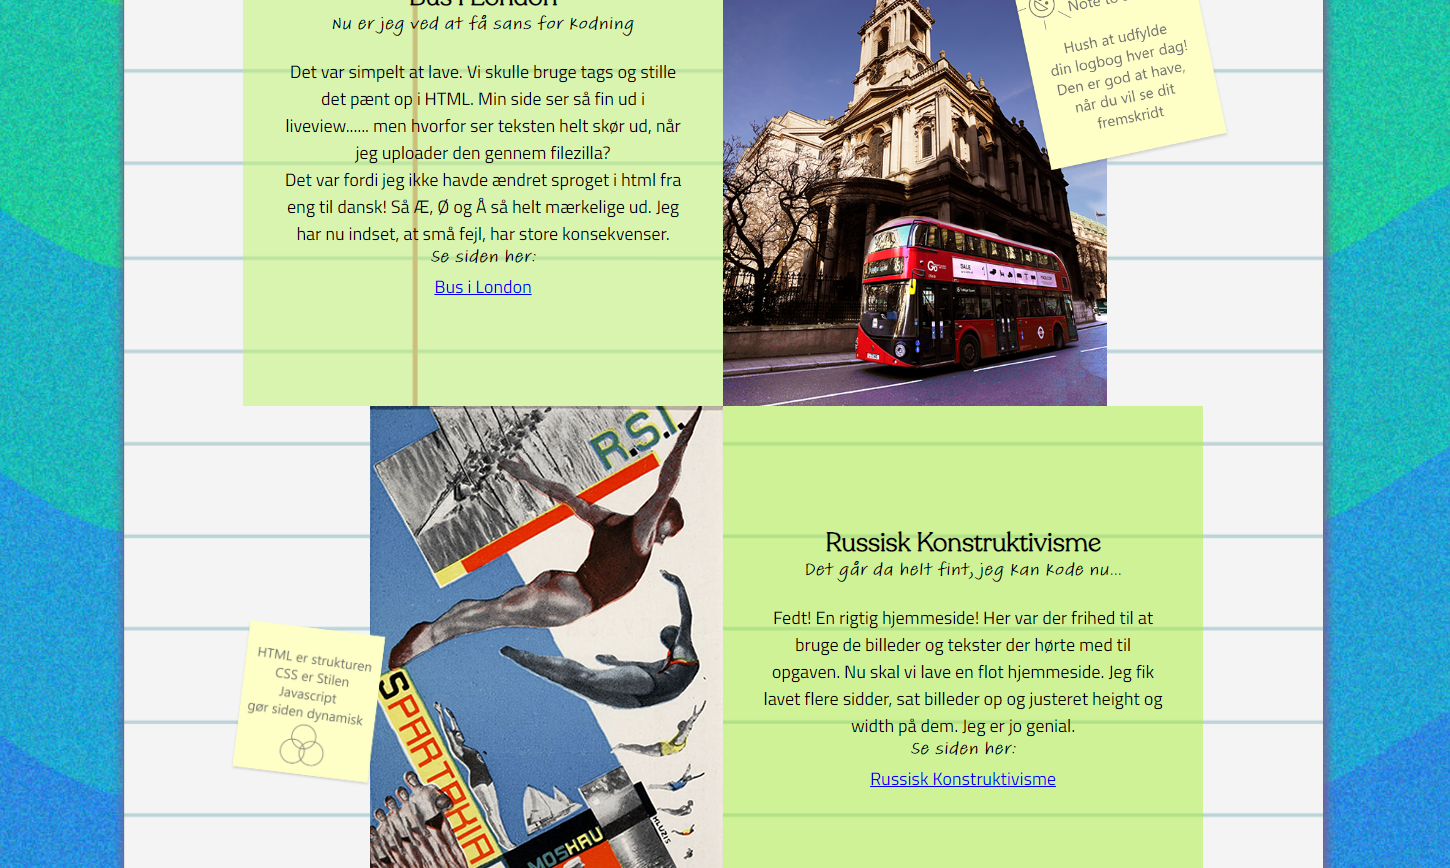 Bus i London
Nu er jeg ved at få sans for kodning
Det var simpelt at lave. Vi skulle bruge tags og stille
det pænt op i HTML. Min side ser så fin ud i
liveview...... men hvorfor ser teksten helt skør ud, når
jeg uploader den gennem filezilla?
Det var fordi jeg ikke havde ændret sproget i html fra
eng til dansk! Så Æ, Ø og Å så helt mærkelige ud. Jeg
har nu indset, at små fejl, har store konsekvenser.
Se siden her:
Bus i London
Note to
Hush at udfylde
din logbog hver dag!
Den er god at have,
når du vil se dit
fremskridt
Go
SALE
R.S.I.
SPARTAKIA
MOSKAU
KLUZIS
HTML er strukturen
CSS er Stilen
Javascript
gør siden dynamisk
Russisk Konstruktivisme
Det går da helt fint, jeg kan kode nu...
Fedt! En rigtig hjemmeside! Her var der frihed til at
bruge de billeder og tekster der hørte med til
opgaven. Nu skal vi lave en flot hjemmeside. Jeg fik
lavet flere sidder, sat billeder op og justeret height og
width på dem. Jeg er jo genial.
Se siden her:
Russisk Konstruktivisme